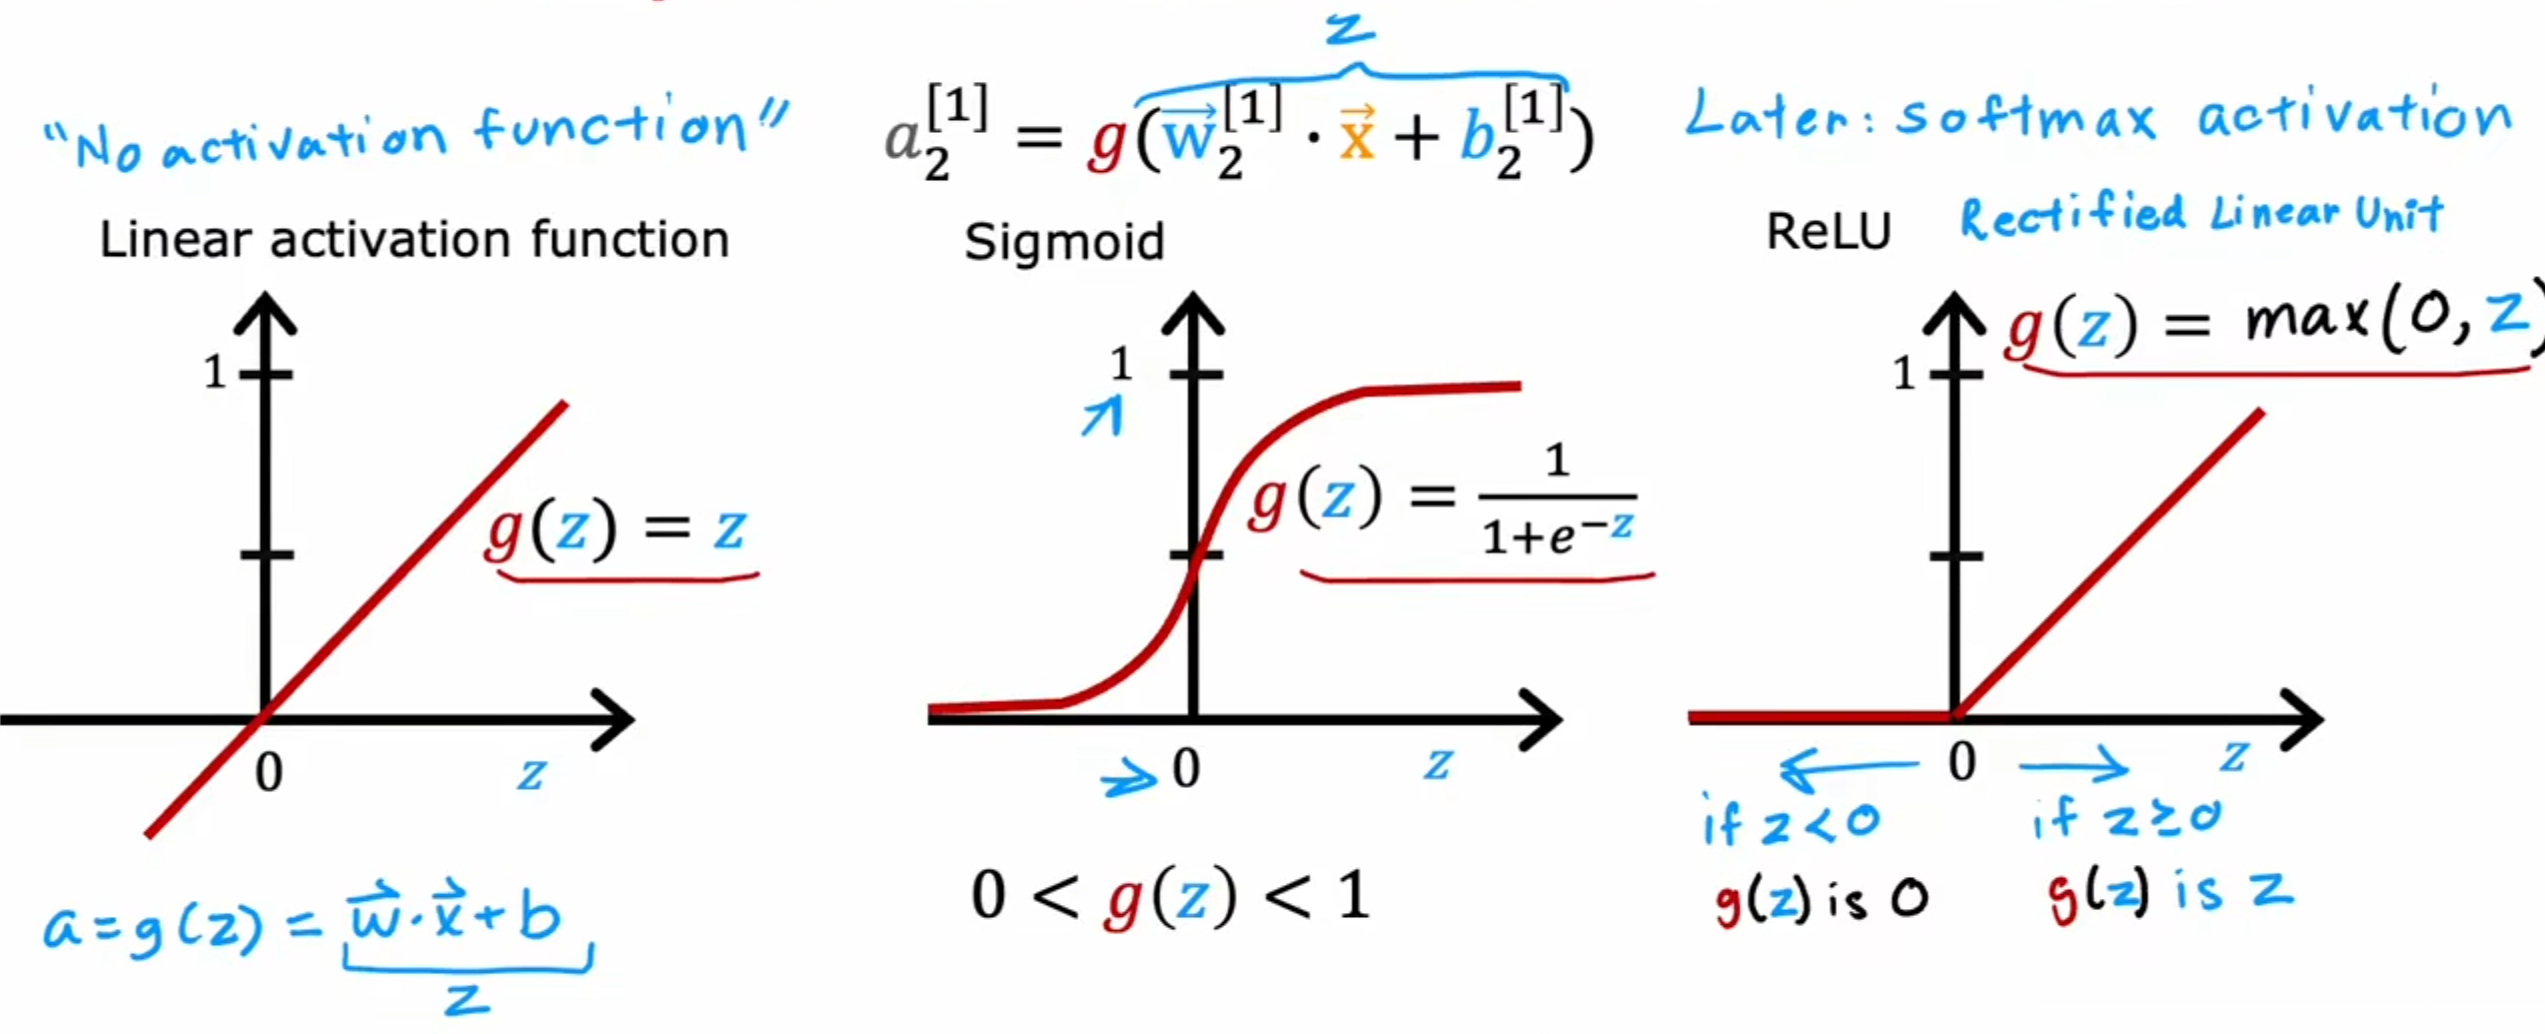 z
"No activation function"
a₂^[1] = g(w⃗₂^[1] · x⃗ + b₂^[1])
Later: softmax activation
Linear activation function
Sigmoid
ReLU
Rectified Linear Unit
1
g(z) = z
0
z
a = g(z) = w⃗·x⃗+b
z
1
g(z) = 1/(1+e^−z)
0
z
0 < g(z) < 1
g(z) = max(0,z)
1
0
z
if z<0
g(z) is 0
if z≥0
g(z) is z